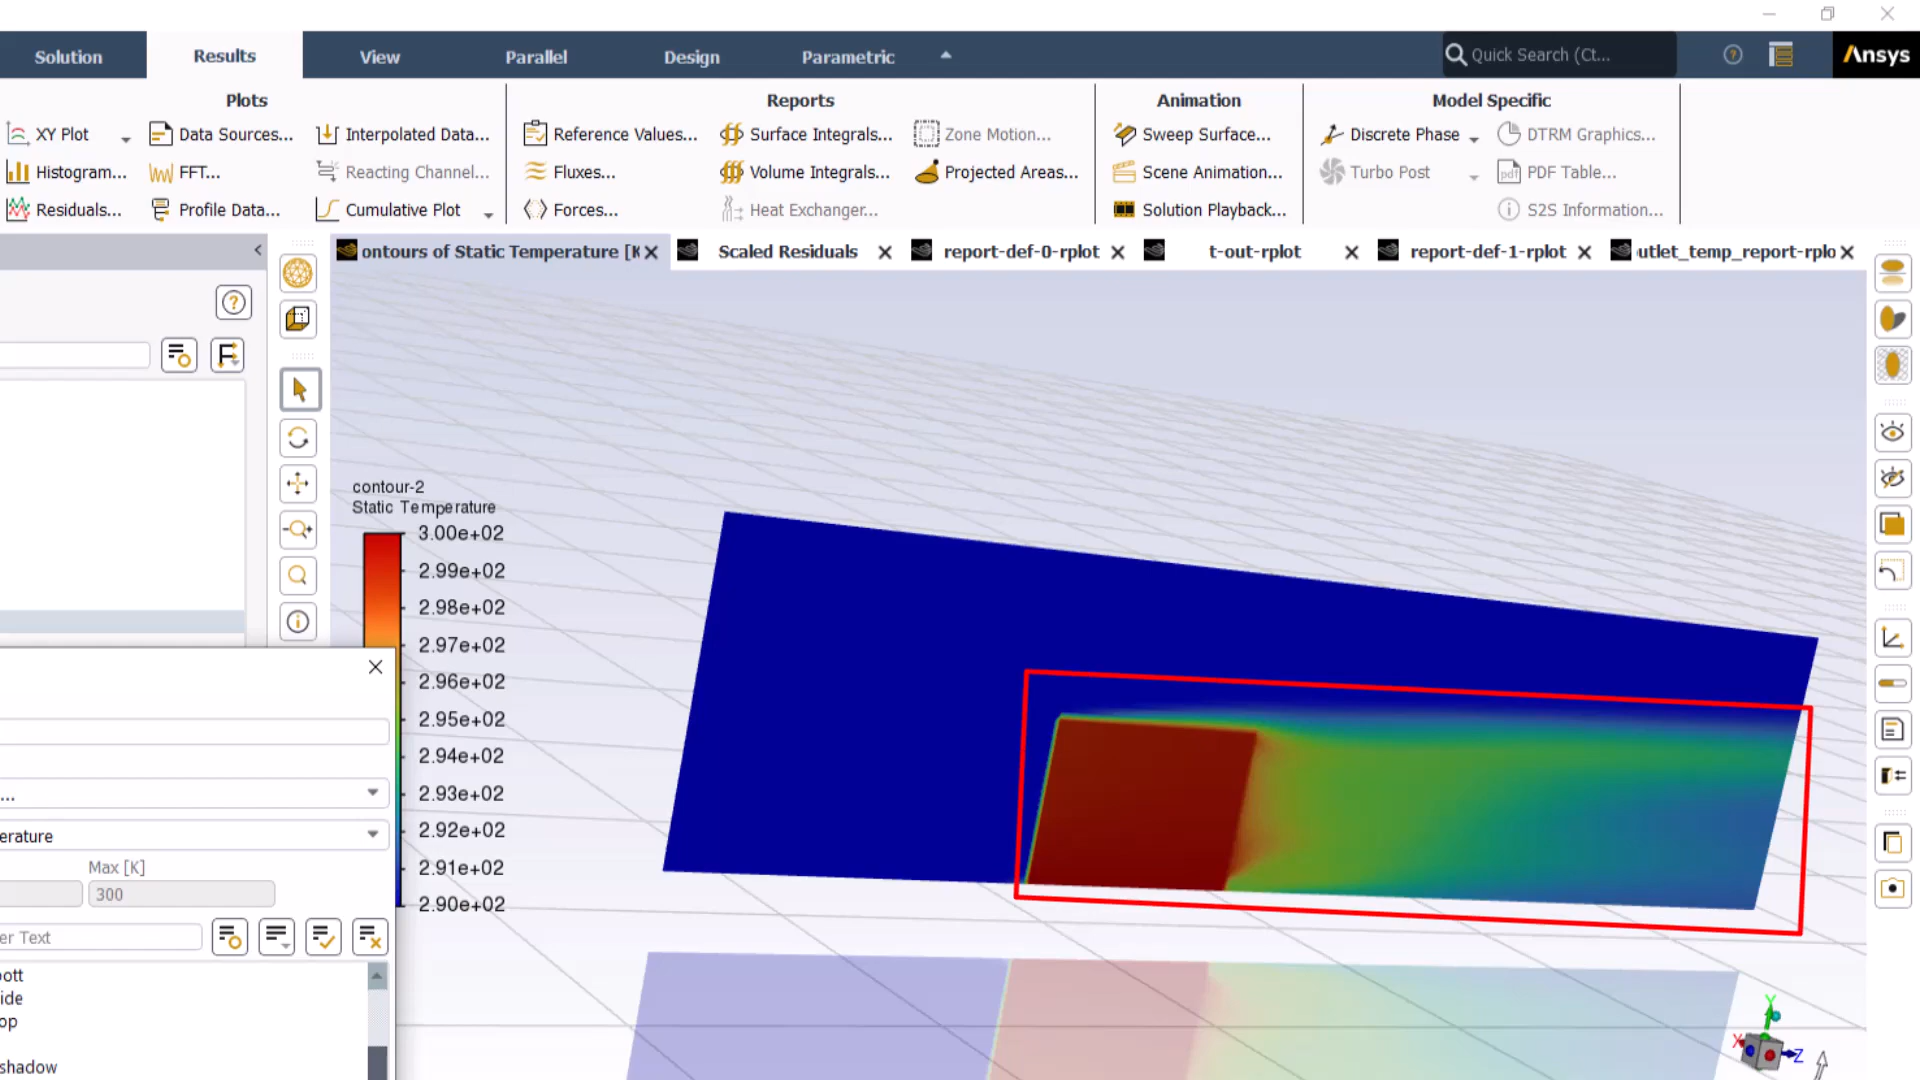 Solution
Results
View
Parallel
Design
Parametric
Quick Search (Ct...
Ansys
Plots
Reports
Animation
Model Specific
XY Plot
Data Sources...
Interpolated Data...
Reference Values...
Surface Integrals...
Zone Motion...
Sweep Surface...
Discrete Phase
DTRM Graphics...
Histogram...
FFT...
Reacting Channel...
Fluxes...
Volume Integrals...
Projected Areas...
Scene Animation...
Turbo Post
PDF Table...
Residuals...
Profile Data...
Cumulative Plot
Forces...
Heat Exchanger...
Solution Playback...
S2S Information...
ontours of Static Temperature [K
Scaled Residuals
report-def-0-rplot
t-out-rplot
report-def-1-rplot
utlet_temp_report-rplo
contour-2
Static Temperature
3.00e+02
2.99e+02
2.98e+02
2.97e+02
2.96e+02
2.95e+02
2.94e+02
2.93e+02
2.92e+02
2.91e+02
2.90e+02
...
erature
Max [K]
300
er Text
ott
ide
op
shadow
Y
X
Z